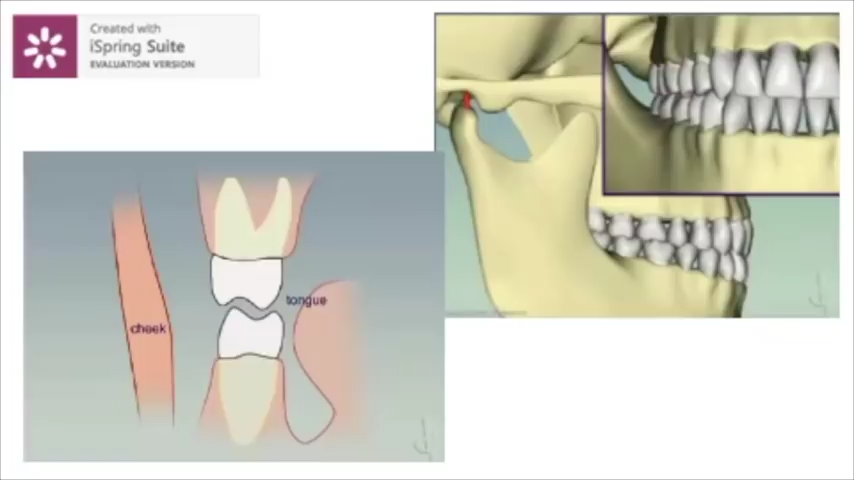 Created with
iSpring Suite
EVALUATION VERSION
tongue
cheek